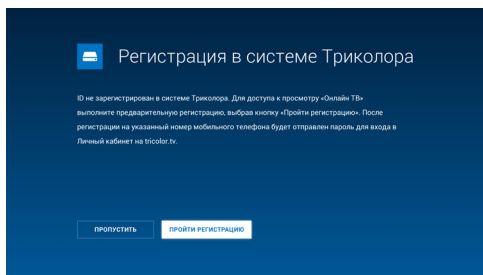 Регистрация в системе Триколора
ID не зарегистрирован в системе Триколора. Для доступа к просмотру «Онлайн ТВ»
выполните предварительную регистрацию, выбрав кнопку «Пройти регистрацию». После
регистрации на указанный номер мобильного телефона будет отправлен пароль для входа в
Личный кабинет на tricolor.tv.
ПРОПУСТИТЬ
ПРОЙТИ РЕГИСТРАЦИЮ